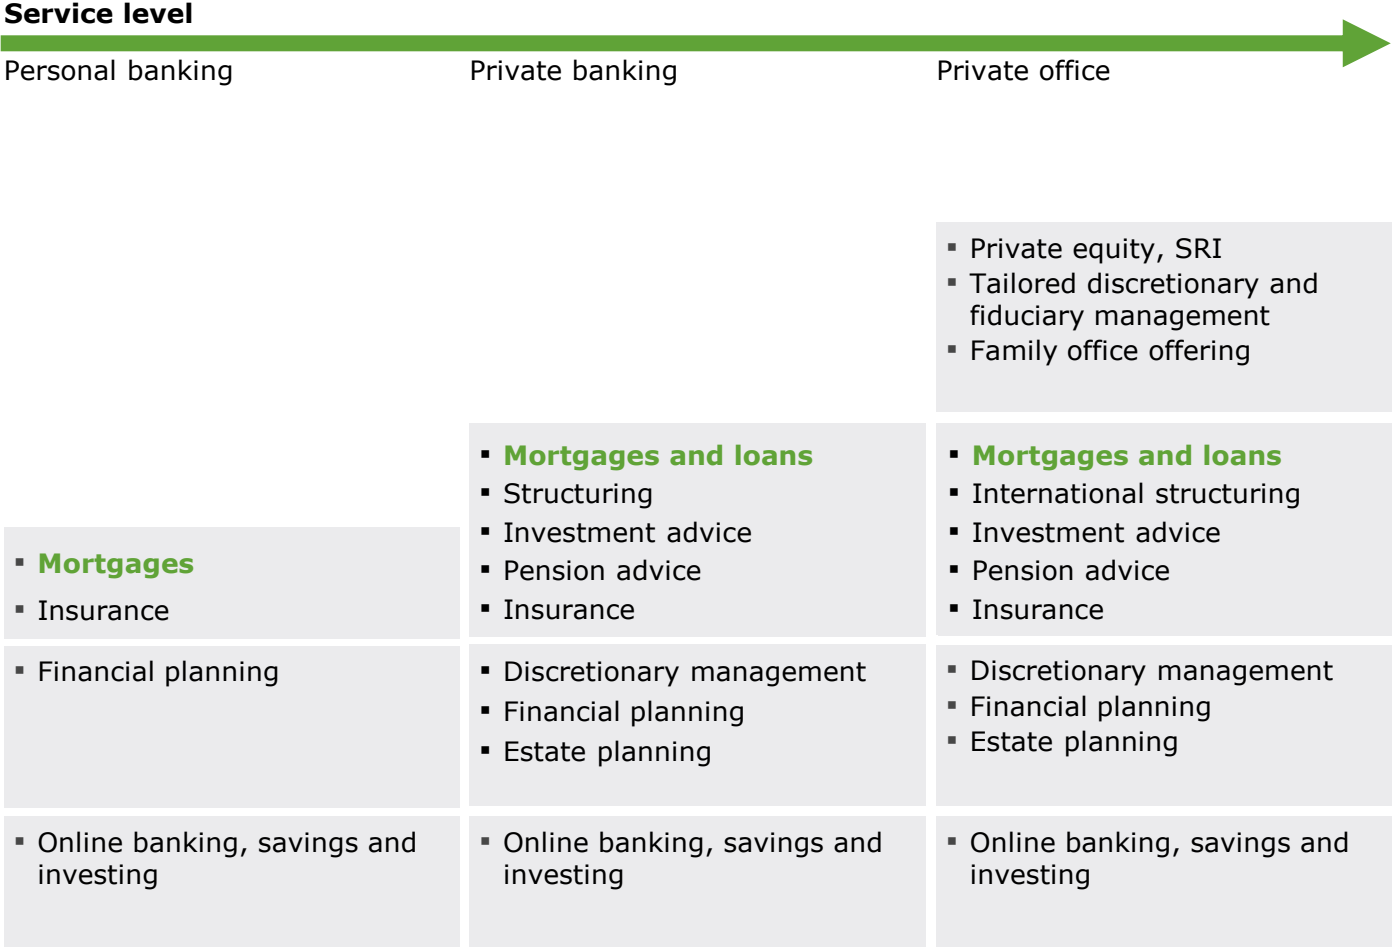 Service level
Personal banking
Private banking
Private office
▪ Private equity, SRI
▪ Tailored discretionary and
fiduciary management
▪ Family office offering
▪ Mortgages and loans
▪ Structuring
▪ Investment advice
▪ Pension advice
▪ Insurance
▪ Mortgages and loans
▪ International structuring
▪ Investment advice
▪ Pension advice
▪ Insurance
▪ Mortgages
▪ Insurance
▪ Financial planning
▪ Discretionary management
▪ Financial planning
▪ Estate planning
▪ Discretionary management
▪ Financial planning
▪ Estate planning
▪ Online banking, savings and
investing
▪ Online banking, savings and
investing
▪ Online banking, savings and
investing